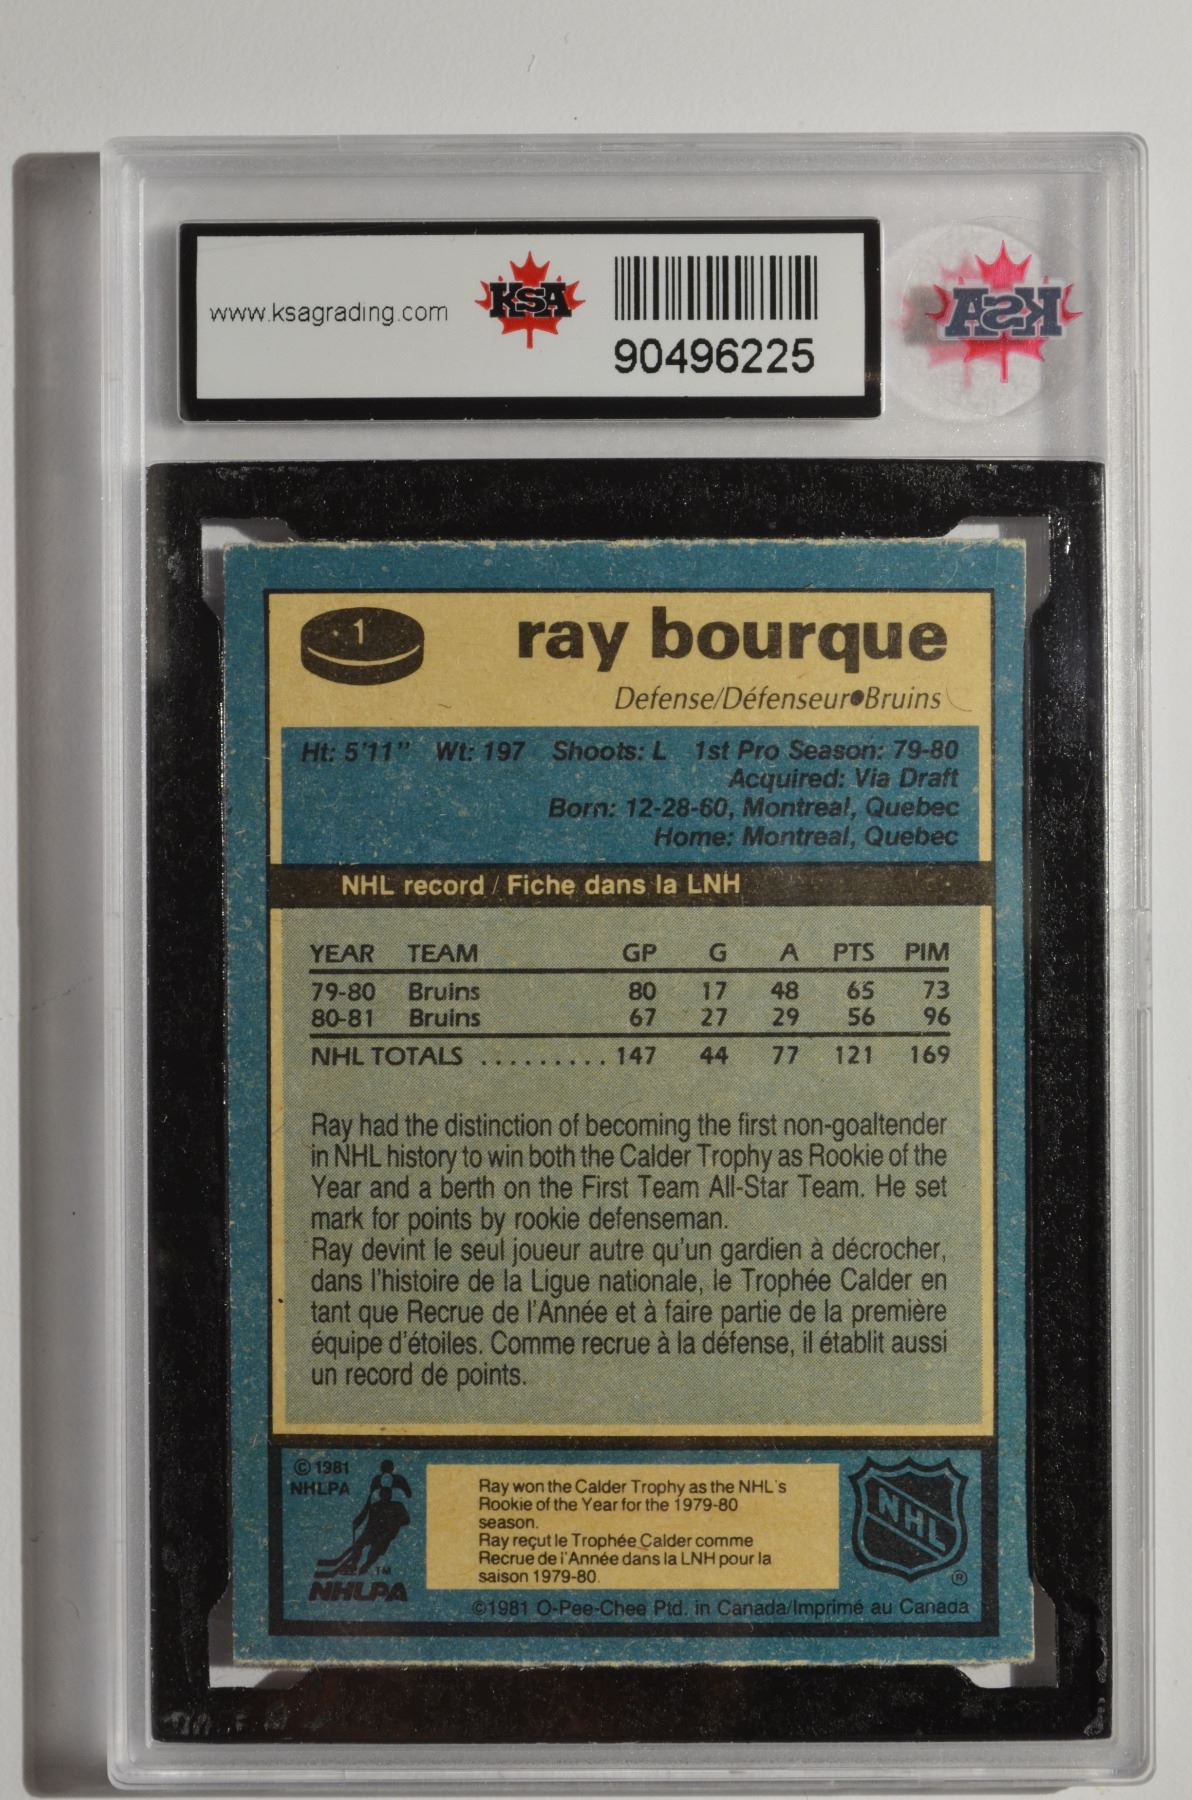 www.ksagrading.com
KSA
90496225
KSA
1
ray bourque
Defense/Défenseur●Bruins
Ht: 5'11" Wt: 197 Shoots: L 1st Pro Season: 79-80
Acquired: Via Draft
Born: 12-28-60, Montreal, Quebec
Home: Montreal, Quebec
NHL record / Fiche dans la LNH
YEAR TEAM GP G A PTS PIM
79-80 Bruins 80 17 48 65 73
80-81 Bruins 67 27 29 56 96
NHL TOTALS ......... 147 44 77 121 169
Ray had the distinction of becoming the first non-goaltender
in NHL history to win both the Calder Trophy as Rookie of the
Year and a berth on the First Team All-Star Team. He set
mark for points by rookie defenseman.
Ray devint le seul joueur autre qu'un gardien à décrocher,
dans l'histoire de la Ligue nationale, le Trophée Calder en
tant que Recrue de l'Année et à faire partie de la première
équipe d'étoiles. Comme recrue à la défense, il établit aussi
un record de points.
© 1981
NHLPA
TM
NHLPA
Ray won the Calder Trophy as the NHL's
Rookie of the Year for the 1979-80
season.
Ray reçut le Trophée Calder comme
Recrue de l'Année dans la LNH pour la
saison 1979-80.
NHL
®
©1981 O-Pee-Chee Ptd. in Canada/Imprimé au Canada